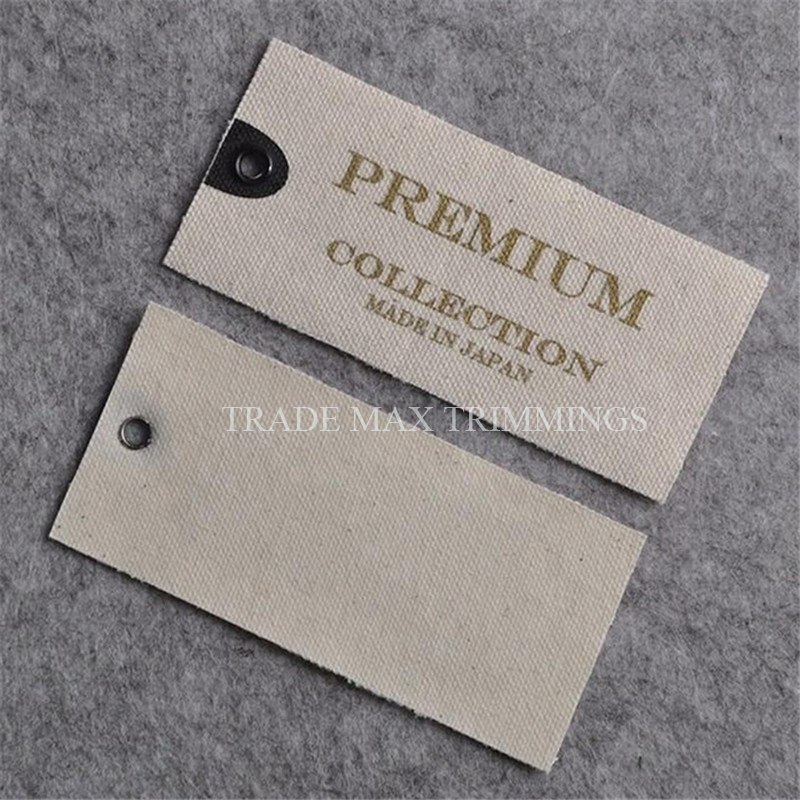 PREMIUM
COLLECTION
MADE IN JAPAN
TRADE MAX TRIMMINGS